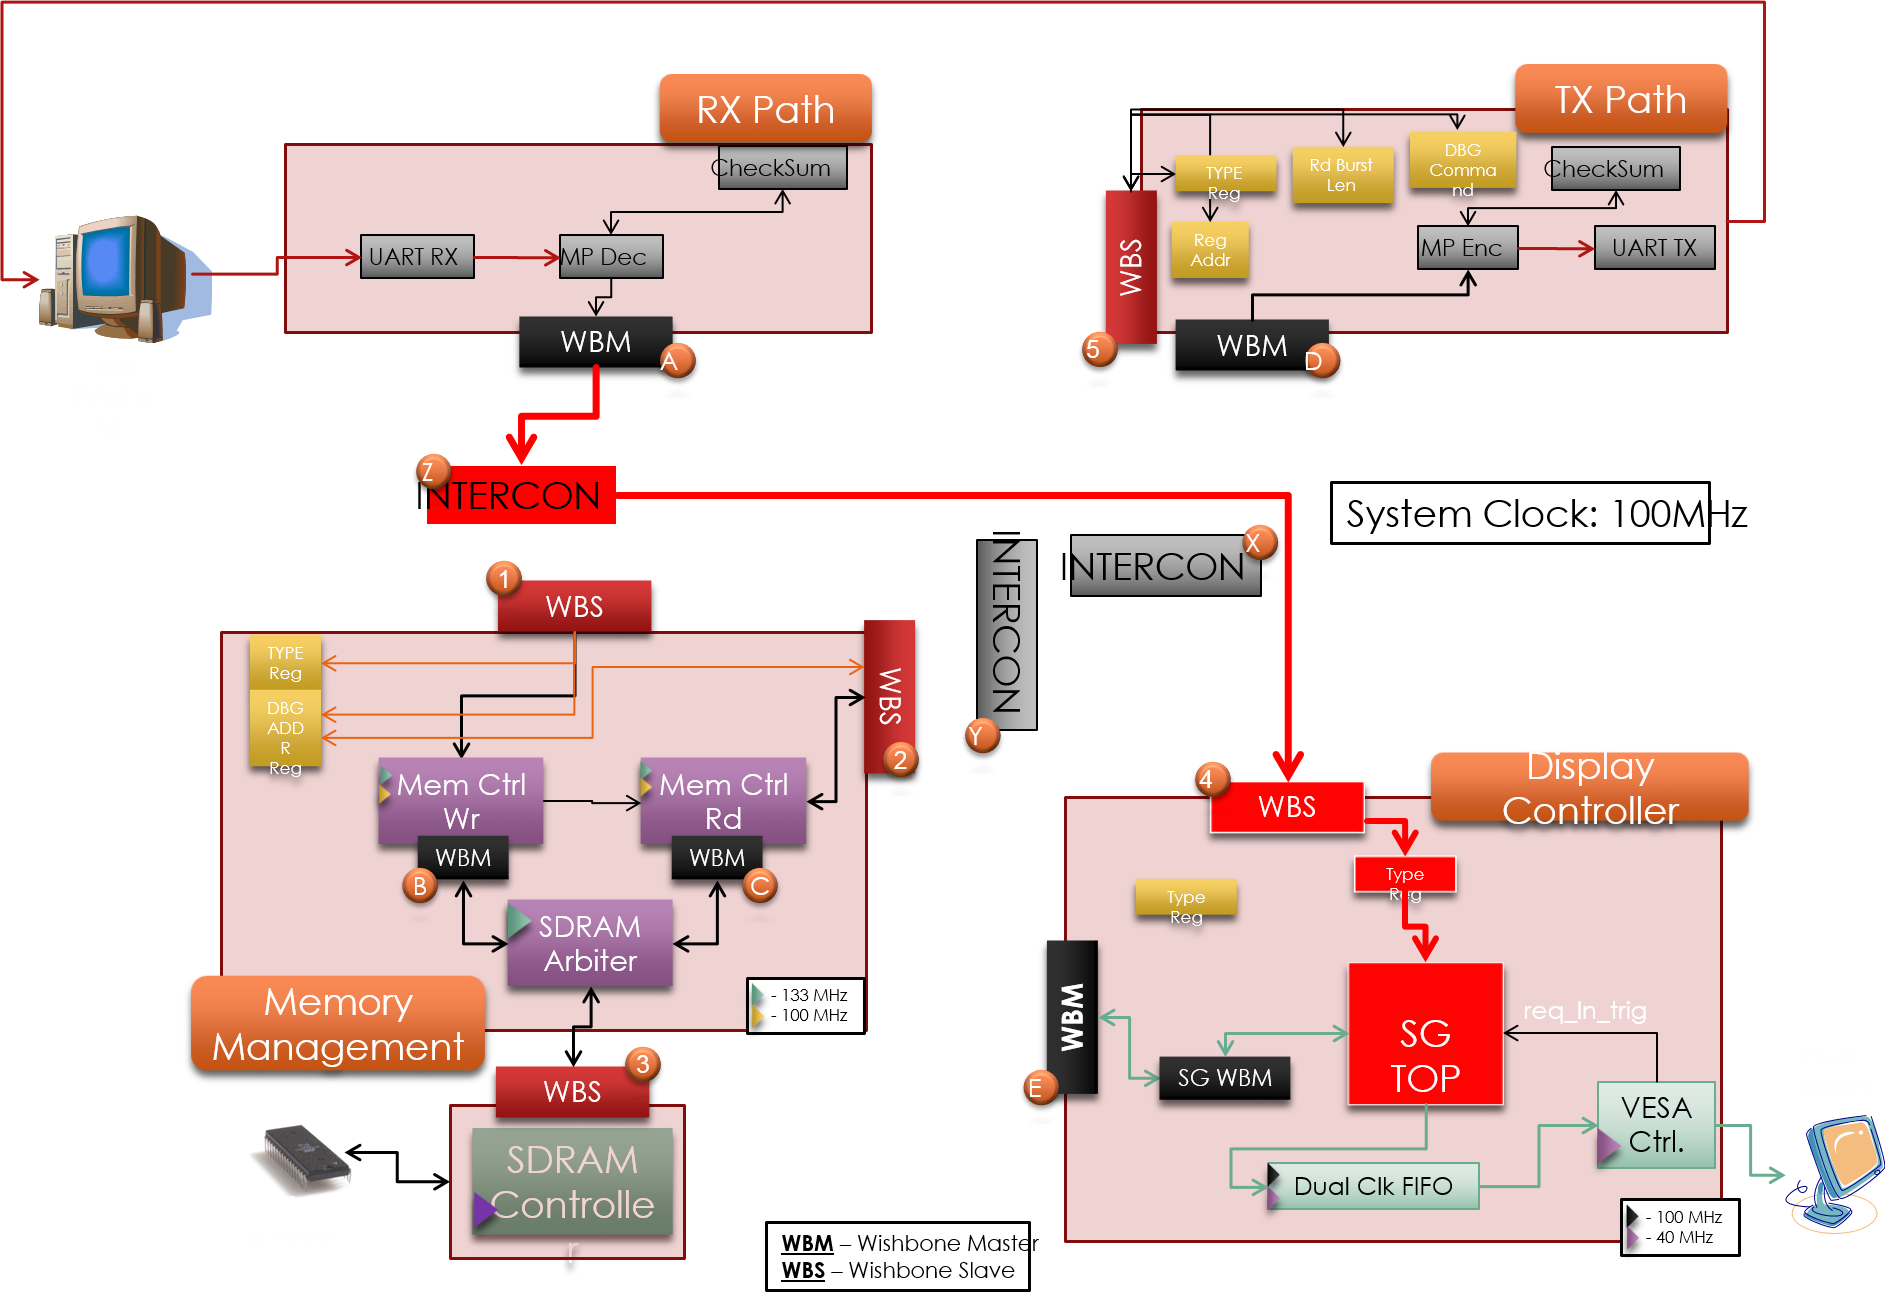 RX Path
CheckSum
UART RX
MP Dec
WBM
A
TX Path
TYPE
Reg
Rd Burst
Len
DBG
Comma
nd
CheckSum
Reg
Addr
MP Enc
UART TX
WBS
5
WBM
D
Z
INTERCON
System Clock: 100MHz
INTERCON
Y
INTERCON
X
1
WBS
TYPE
Reg
DBG
ADD
R
Reg
WBS
2
Mem Ctrl
Wr
Mem Ctrl
Rd
WBM
B
WBM
C
SDRAM
Arbiter
Memory
Management
- 133 MHz
- 100 MHz
3
WBS
SDRAM
Controlle
r
4
WBS
Display
Controller
Type
Reg
Type
Reg
WBM
E
SG WBM
SG
TOP
req_ln_trig
VESA
Ctrl.
Dual Clk FIFO
- 100 MHz
- 40 MHz
WBM – Wishbone Master
WBS – Wishbone Slave